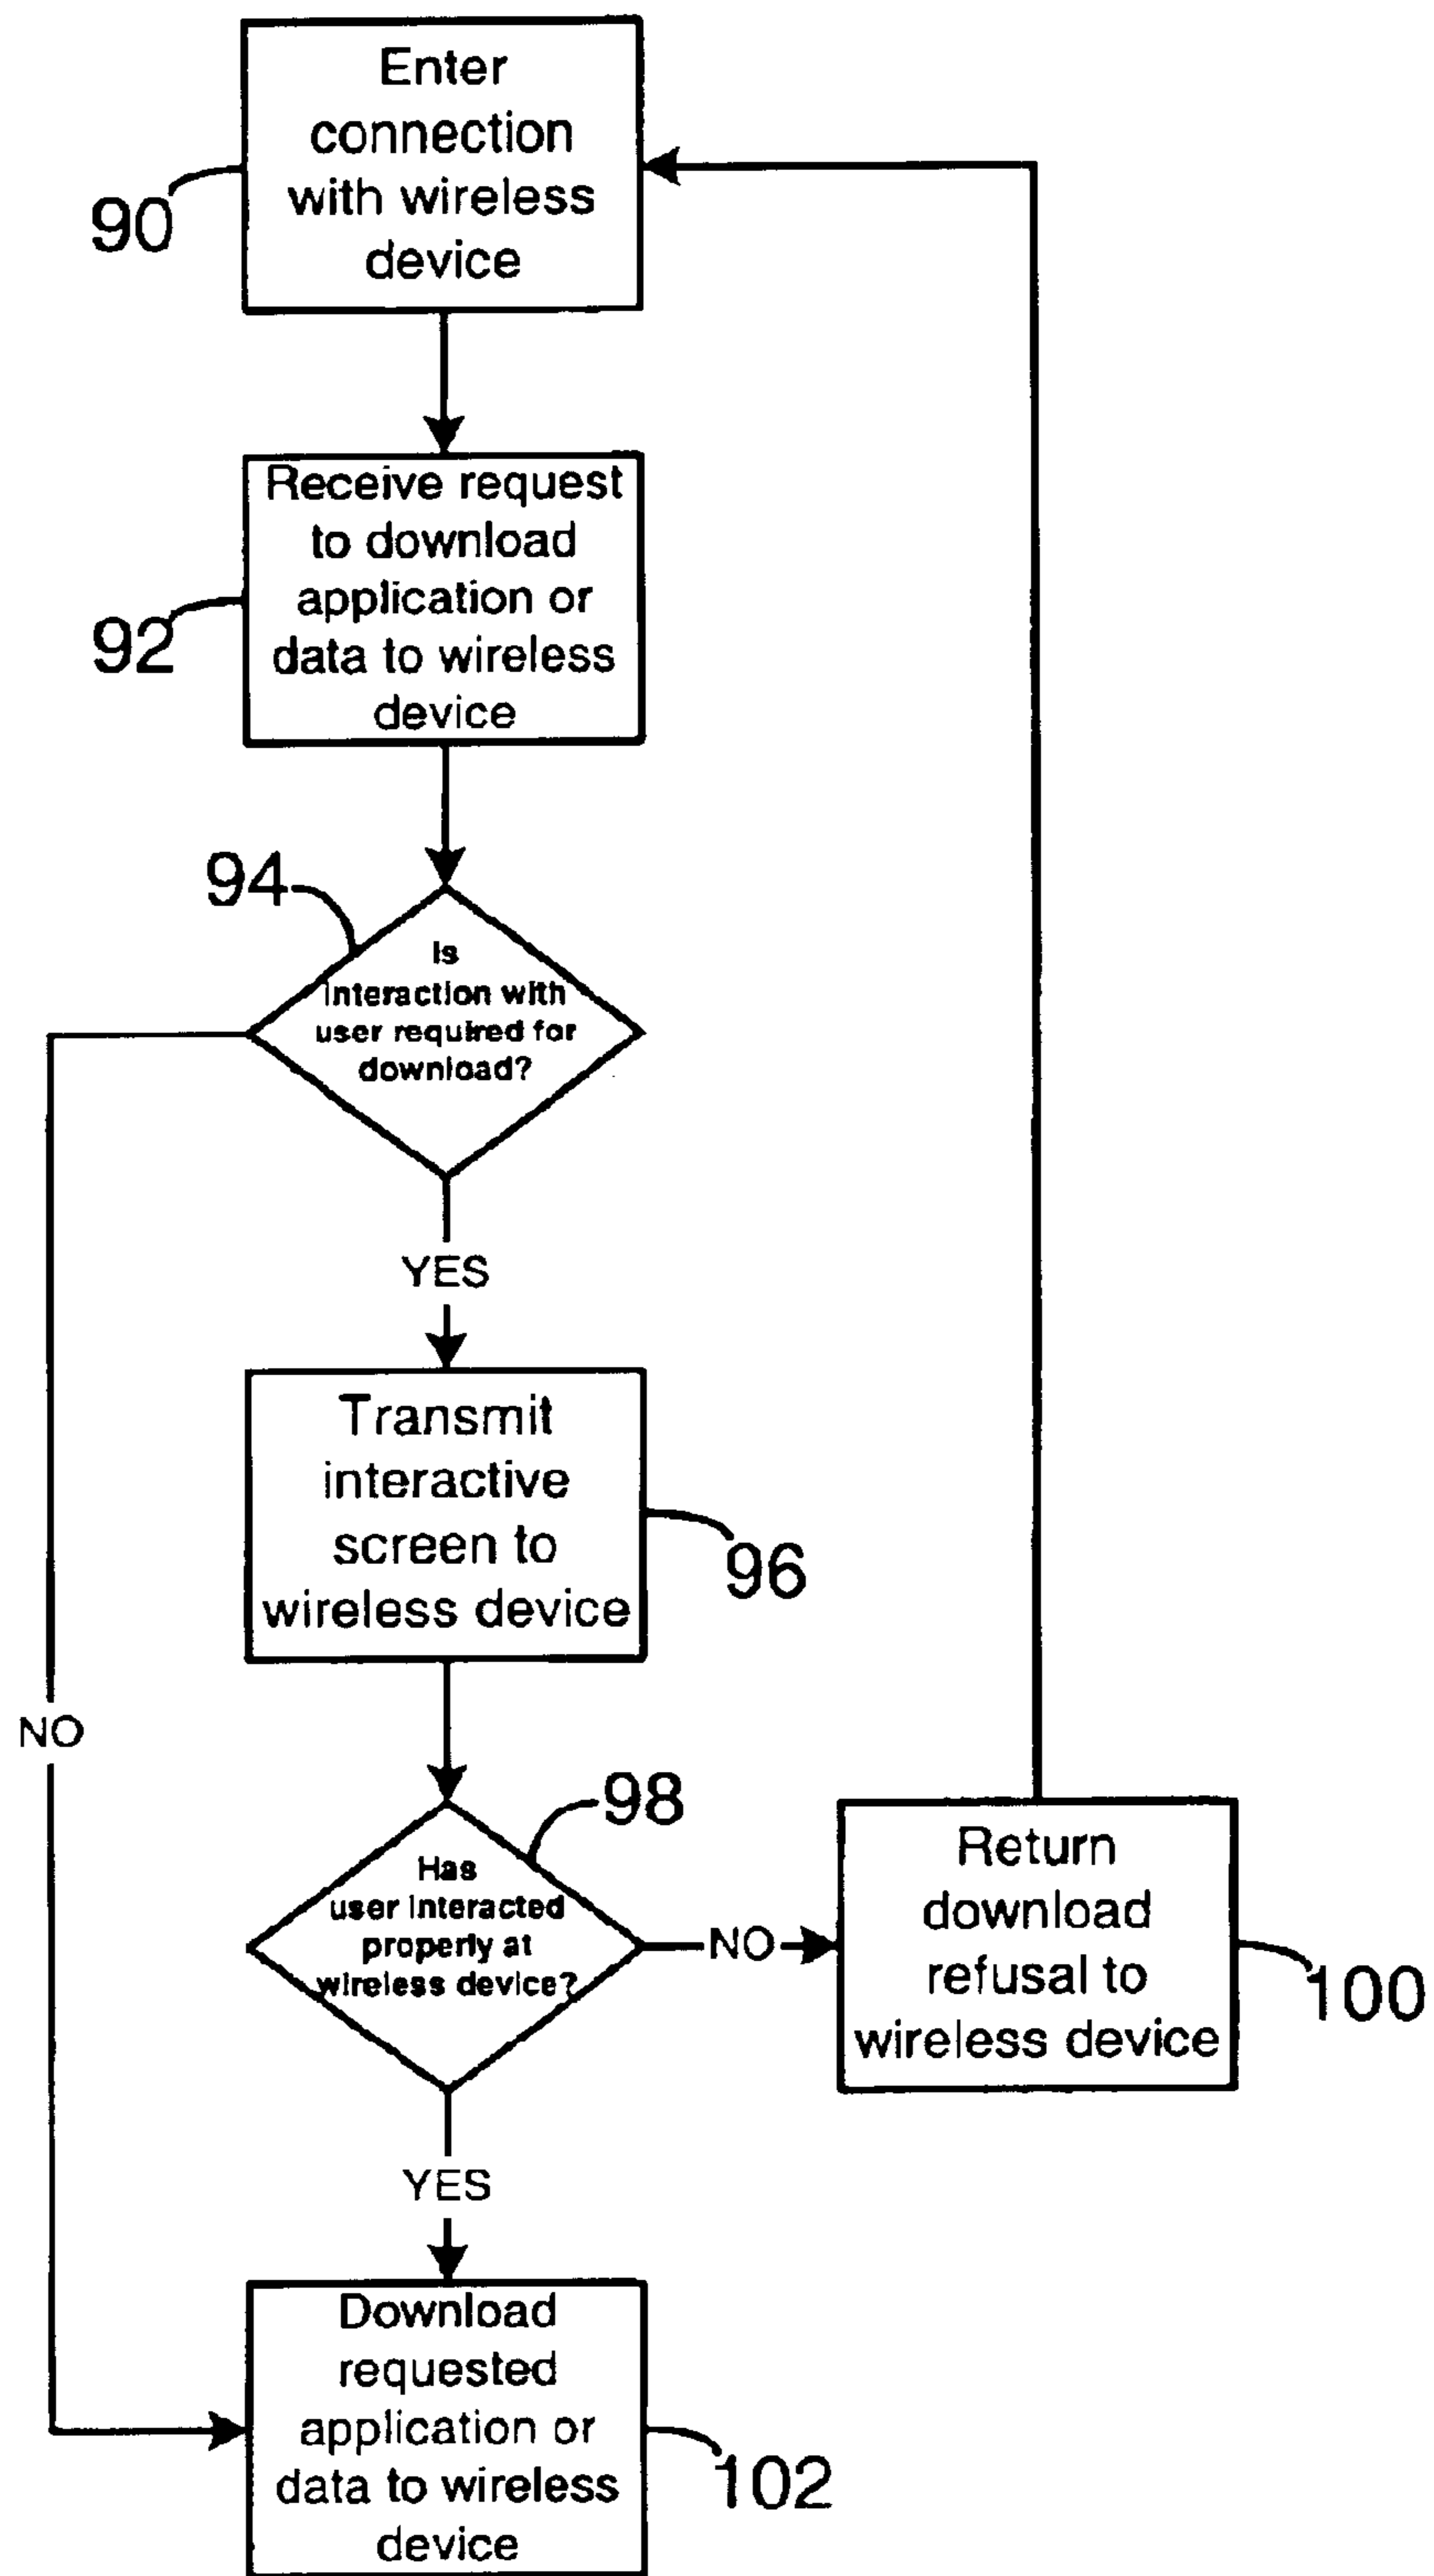 Enter
connection
with wireless
device
90
Receive request
to download
application or
data to wireless
device
92
94
Is
interaction with
user required for
download?
YES
Transmit
interactive
screen to
wireless device
96
NO
98
Has
user interacted
properly at
wireless device?
NO
Return
download
refusal to
wireless device
100
YES
Download
requested
application or
data to wireless
device
102